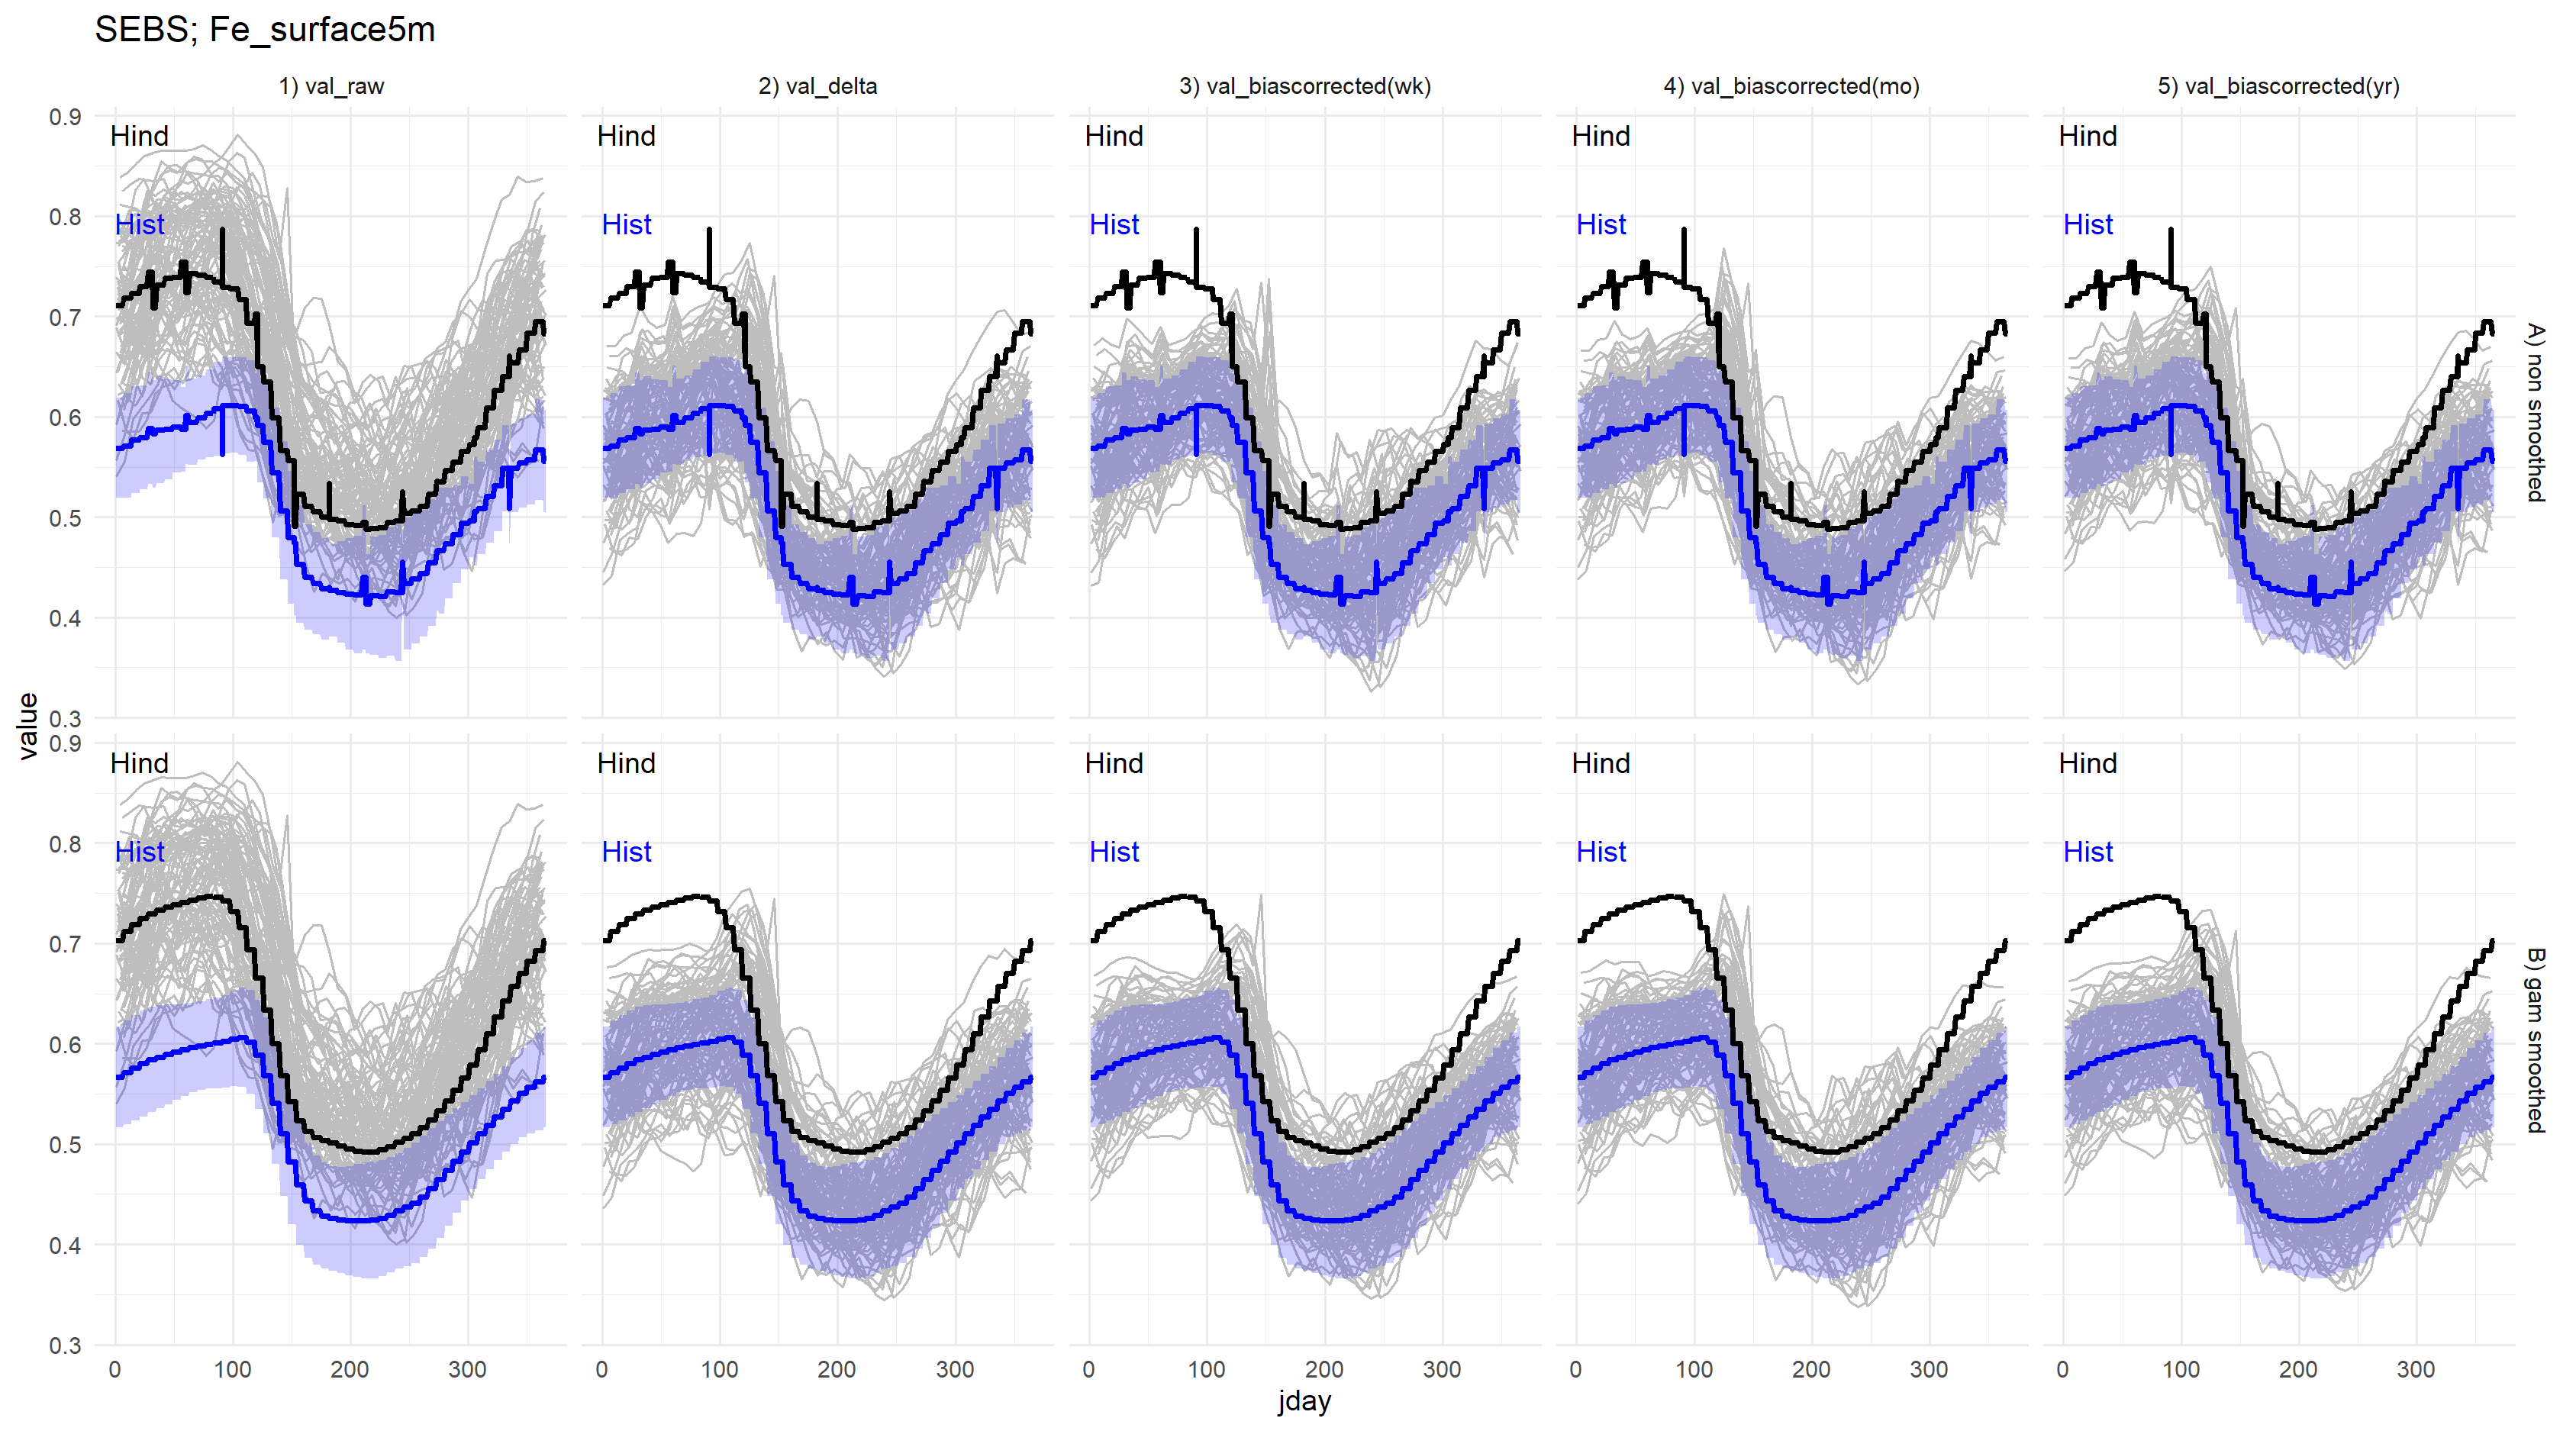 SEBS; Fe_surface5m
1) val_raw
2) val_delta
3) val_biascorrected(wk)
4) val_biascorrected(mo)
5) val_biascorrected(yr)
0.9
0.8
0.7
0.6
0.5
0.4
0.3
Hind
Hist
Hind
Hist
Hind
Hist
Hind
Hist
Hind
Hist
A) non smoothed
value
0.9
0.8
0.7
0.6
0.5
0.4
0.3
Hind
Hist
Hind
Hist
Hind
Hist
Hind
Hist
Hind
Hist
B) gam smoothed
0 100 200 300
0 100 200 300
0 100 200 300
0 100 200 300
0 100 200 300
jday